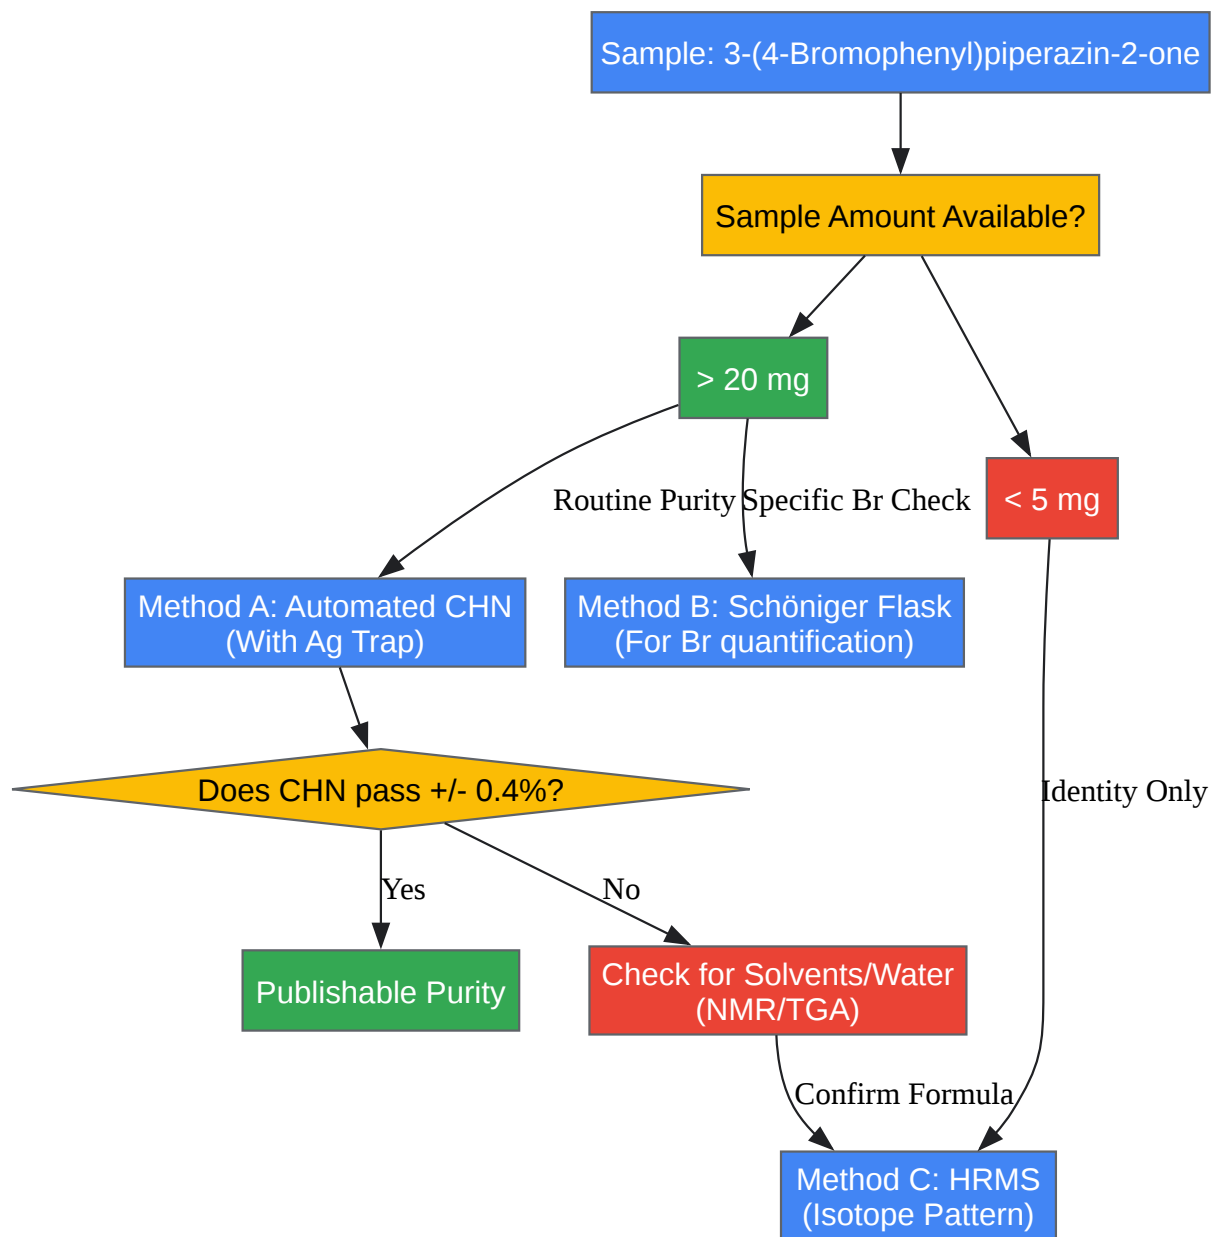 Sample: 3-(4-Bromophenyl)piperazin-2-one
Sample Amount Available?
> 20 mg
< 5 mg
Routine Purity
Specific Br Check
Method A: Automated CHN
(With Ag Trap)
Method B: Schöniger Flask
(For Br quantification)
Does CHN pass +/- 0.4%?
Identity Only
Yes
No
Publishable Purity
Check for Solvents/Water
(NMR/TGA)
Confirm Formula
Method C: HRMS
(Isotope Pattern)